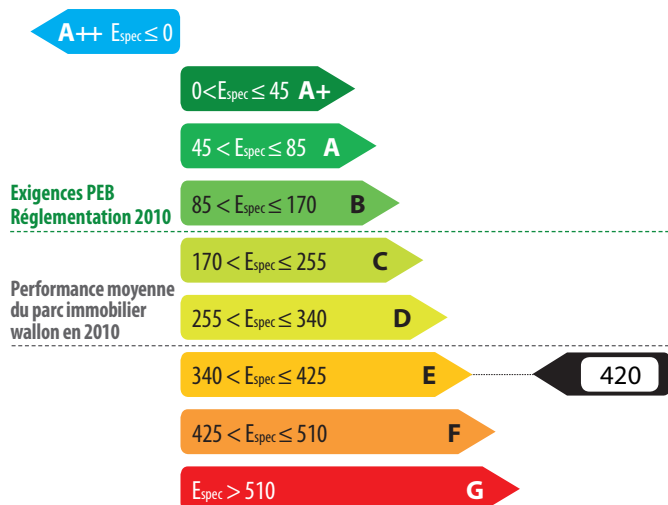 A++ Espec ≤ 0
0<Espec ≤ 45 A+
45 < Espec ≤ 85 A
Exigences PEB
Réglementation 2010
85 < Espec ≤ 170 B
170 < Espec ≤ 255 C
Performance moyenne
du parc immobilier
wallon en 2010
255 < Espec ≤ 340 D
340 < Espec ≤ 425 E
420
425 < Espec ≤ 510 F
Espec > 510 G